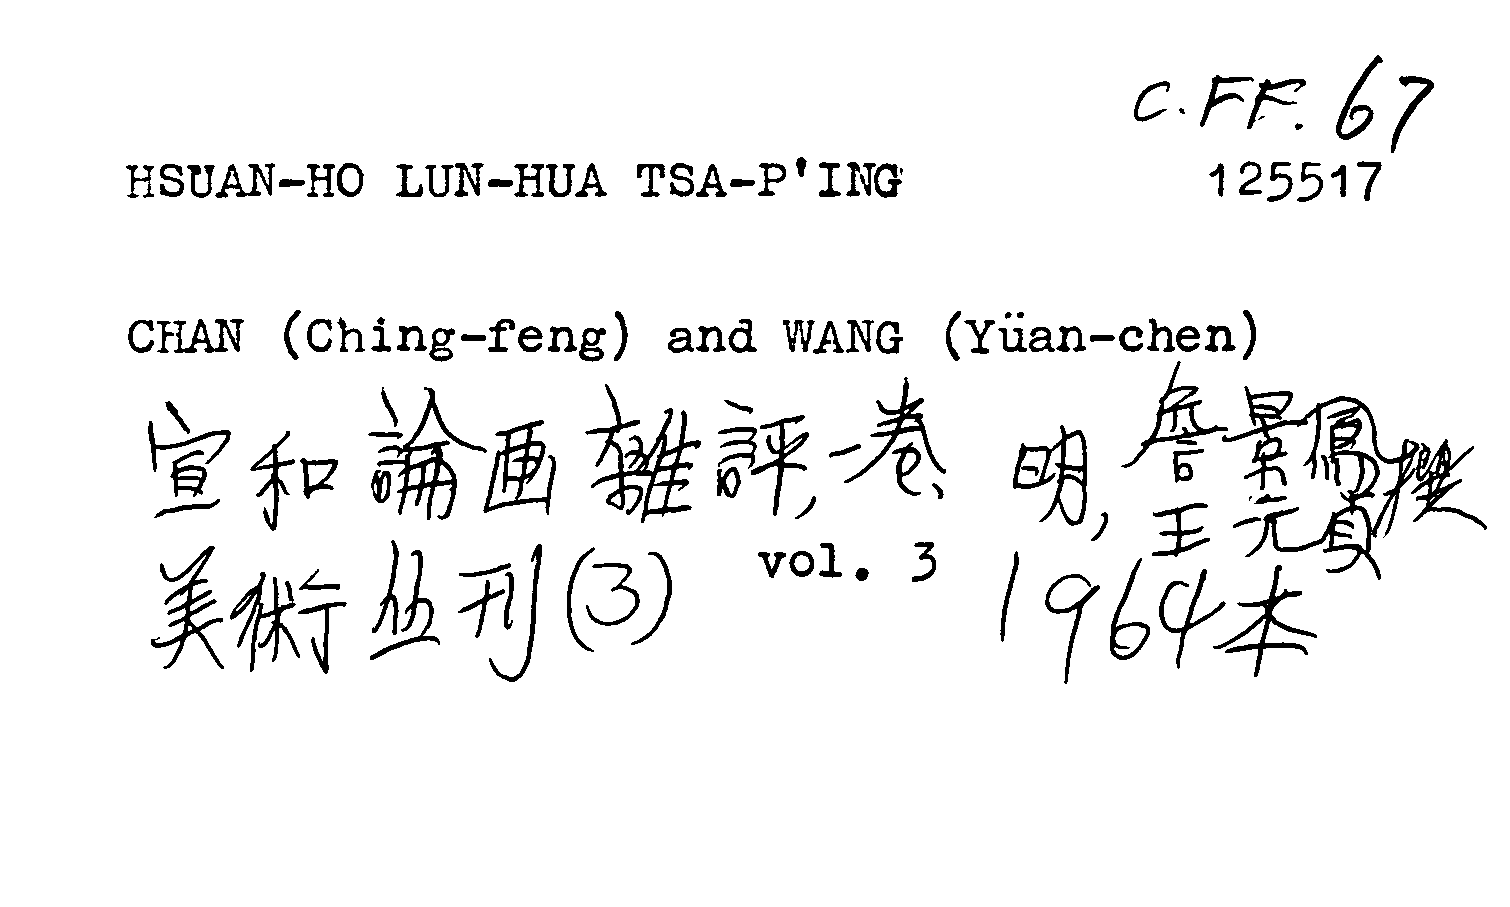 C.FF.67
HSUAN-HO LUN-HUA TSA-P'ING 125517
CHAN (Ching-feng) and WANG (Yüan-chen)
宣和論画雜評,一卷、 明,詹景鳳 王元貞 撰
美術丛刊(3) vol. 3 1964本